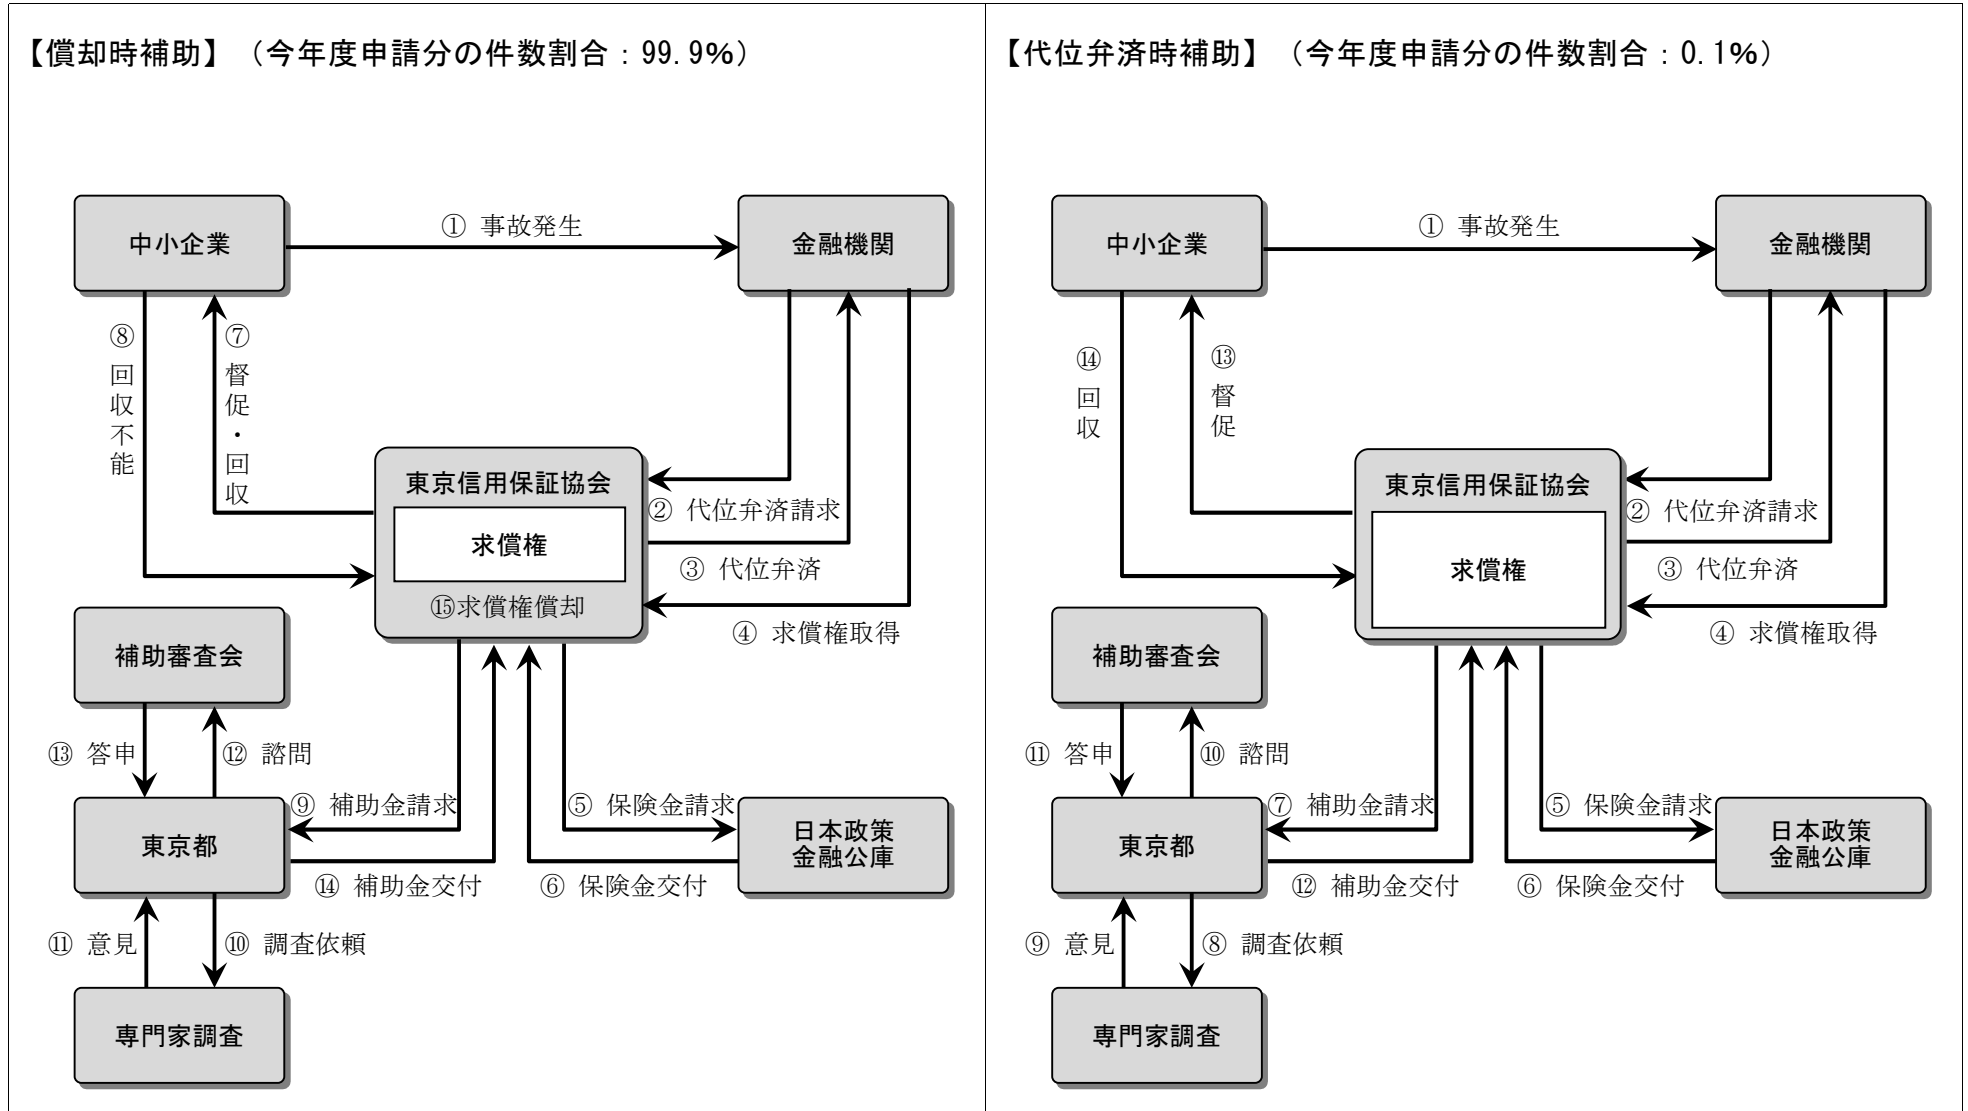 【償却時補助】（今年度申請分の件数割合：99.9%）
中小企業
① 事故発生
金融機関
⑧回収不能
⑦督促・回収
東京信用保証協会
求償権
⑮求償権償却
② 代位弁済請求
③ 代位弁済
④ 求償権取得
補助審査会
⑬ 答申
⑫ 諮問
⑨ 補助金請求
⑤ 保険金請求
東京都
日本政策
金融公庫
⑭ 補助金交付
⑥ 保険金交付
⑪ 意見
⑩ 調査依頼
専門家調査
【代位弁済時補助】（今年度申請分の件数割合：0.1%）
中小企業
① 事故発生
金融機関
⑭回収
⑬督促
東京信用保証協会
求償権
② 代位弁済請求
③ 代位弁済
④ 求償権取得
補助審査会
⑪ 答申
⑩ 諮問
⑦ 補助金請求
⑤ 保険金請求
東京都
日本政策
金融公庫
⑫ 補助金交付
⑥ 保険金交付
⑨ 意見
⑧ 調査依頼
専門家調査